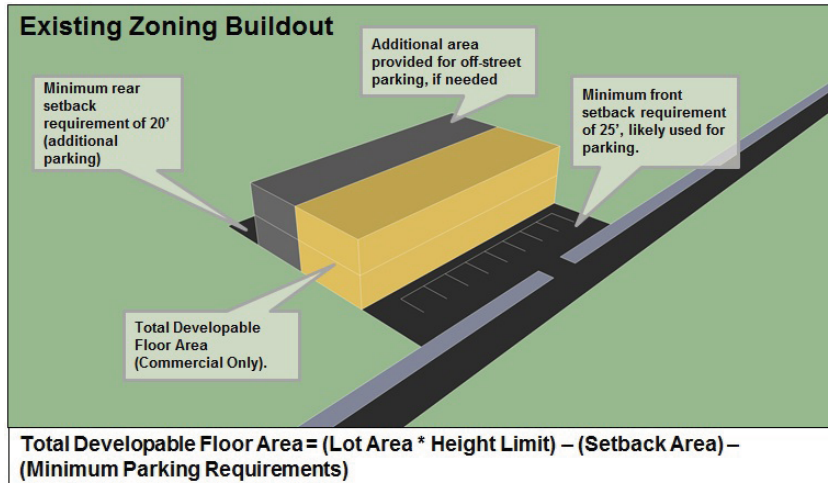 Existing Zoning Buildout
Additional area
provided for off-street
parking, if needed
Minimum rear
setback
requirement of 20'
(additional
parking)
Minimum front
setback requirement
of 25', likely used for
parking.
Total Developable
Floor Area
(Commercial Only).
Total Developable Floor Area = (Lot Area * Height Limit) – (Setback Area) –
(Minimum Parking Requirements)